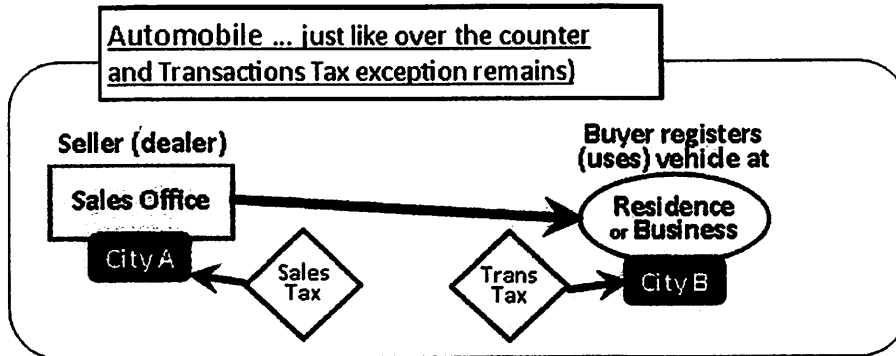 Automobile ... just like over the counter
and Transactions Tax exception remains)
Seller (dealer)
Sales Office
City A
Sales
Tax
Buyer registers
(uses) vehicle at
Residence
or Business
Trans
Tax
City B